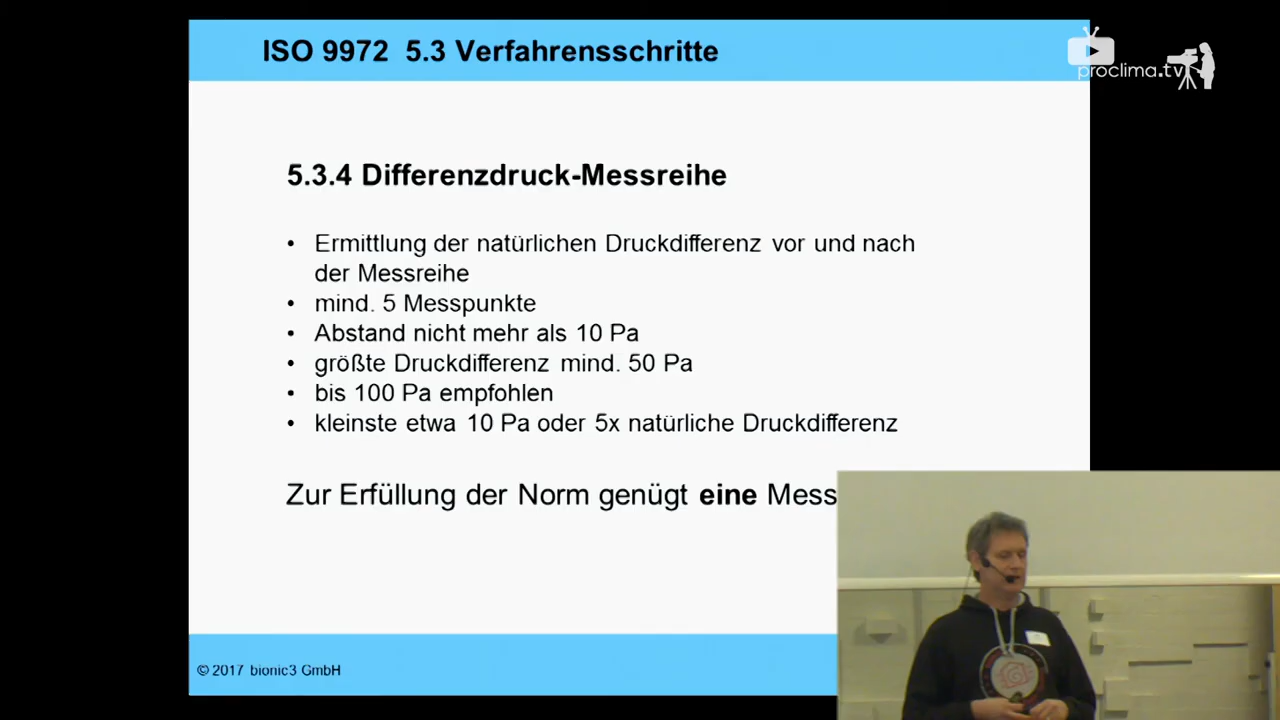 ISO 9972 5.3 Verfahrensschritte
proclima.tv
5.3.4 Differenzdruck-Messreihe
• Ermittlung der natürlichen Druckdifferenz vor und nach
der Messreihe
• mind. 5 Messpunkte
• Abstand nicht mehr als 10 Pa
• größte Druckdifferenz mind. 50 Pa
• bis 100 Pa empfohlen
• kleinste etwa 10 Pa oder 5x natürliche Druckdifferenz
Zur Erfüllung der Norm genügt eine Mess
© 2017 bionic3 GmbH